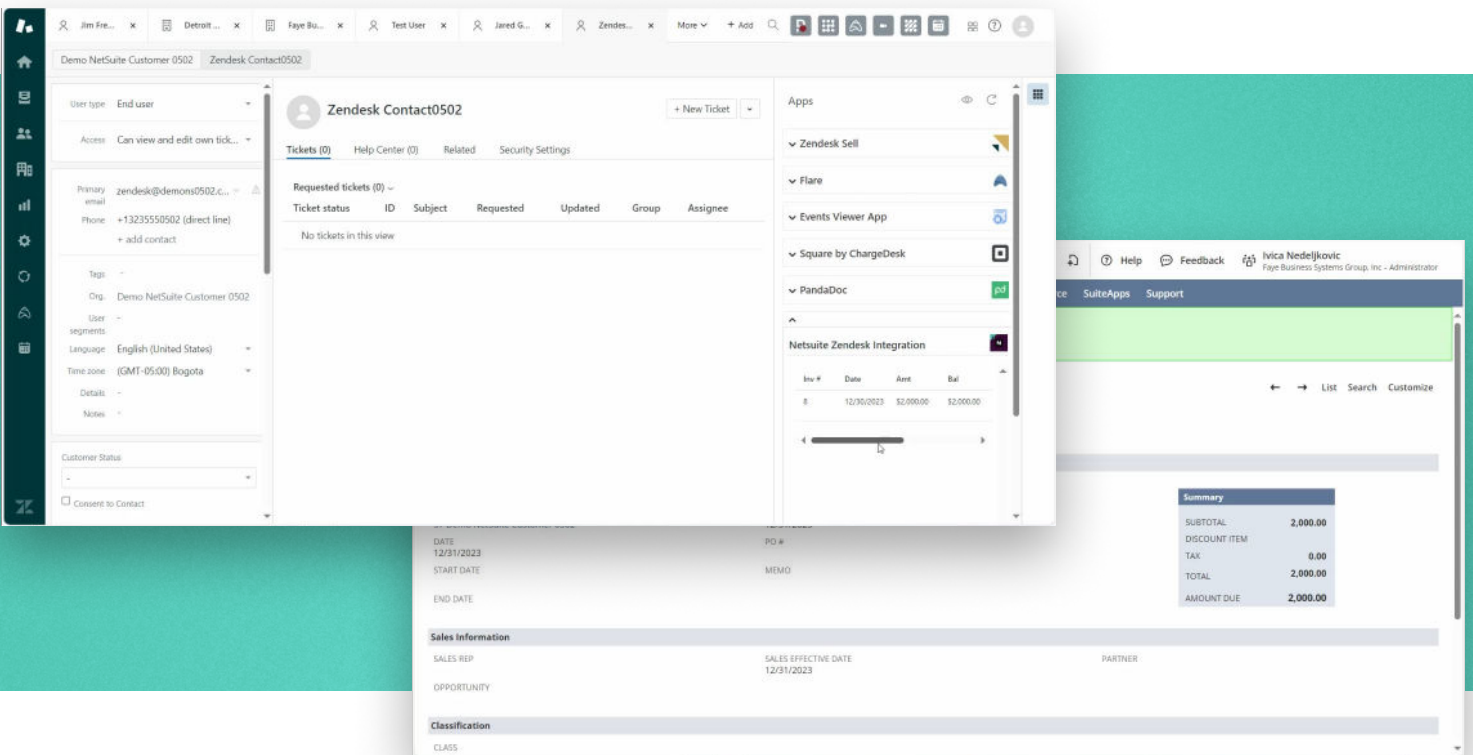 Jim Fre... x Detroit ... x Faye Bu... x Test User x Jared G... x Zendes... x More + Add
Demo NetSuite Customer 0502 Zendesk Contact0502
User type End user
Access Can view and edit own tick...
Primary email zendesk@demons0502.c...
Phone +13235550502 (direct line)
+ add contact
Tags -
Org. Demo NetSuite Customer 0502
User segments -
Language English (United States)
Time zone (GMT-05:00) Bogota
Details -
Notes -
Customer Status
-
Consent to Contact
Zendesk Contact0502
+ New Ticket
Tickets (0) Help Center (0) Related Security Settings
Requested tickets (0)
Ticket status ID Subject Requested Updated Group Assignee
No tickets in this view
Apps
Zendesk Sell
Flare
Events Viewer App
Square by ChargeDesk
PandaDoc
pd
Netsuite Zendesk Integration
N
Inv # Date Amt Bal
8 12/30/2023 $2,000.00 $2,000.00
Help Feedback Ivica Nedeljkovic
Faye Business Systems Group, Inc - Administrator
SuiteApps Support
List Search Customize
Summary
SUBTOTAL 2,000.00
DISCOUNT ITEM
TAX 0.00
TOTAL 2,000.00
AMOUNT DUE 2,000.00
DATE
12/31/2023
START DATE
END DATE
PO #
MEMO
Sales Information
SALES REP
SALES EFFECTIVE DATE
12/31/2023
PARTNER
OPPORTUNITY
Classification
CLASS